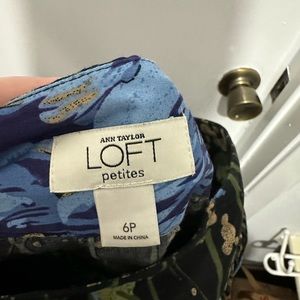 ANN TAYLOR
LOFT
petites
6P
MADE IN CHINA